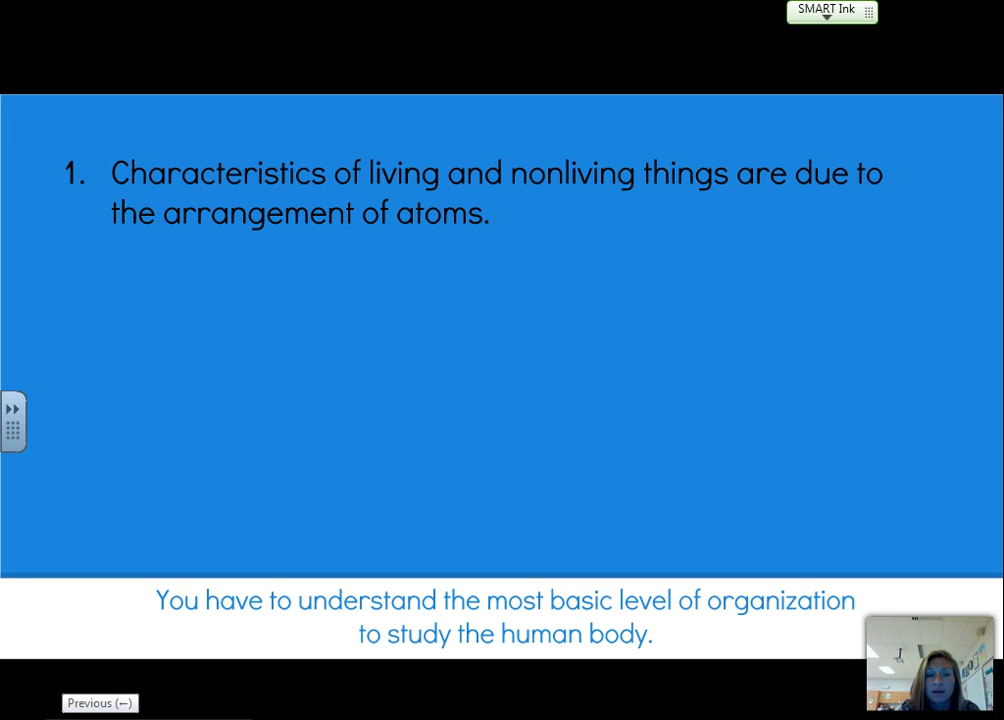 SMART Ink
1. Characteristics of living and nonliving things are due to
the arrangement of atoms.
You have to understand the most basic level of organization
to study the human body.
Previous (←)